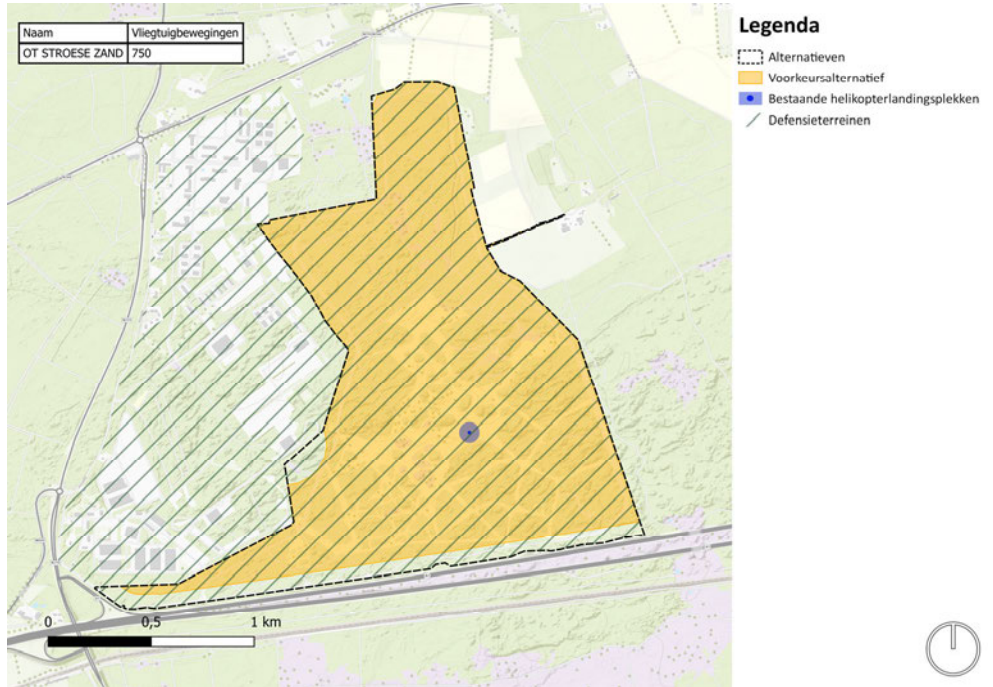 Naam Vliegtuigbewegingen
OT STROESE ZAND 750
Legenda
Alternatieven
Voorkeursalternatief
Bestaande helikopterlandingsplekken
Defensieterreinen
0 0,5 1 km